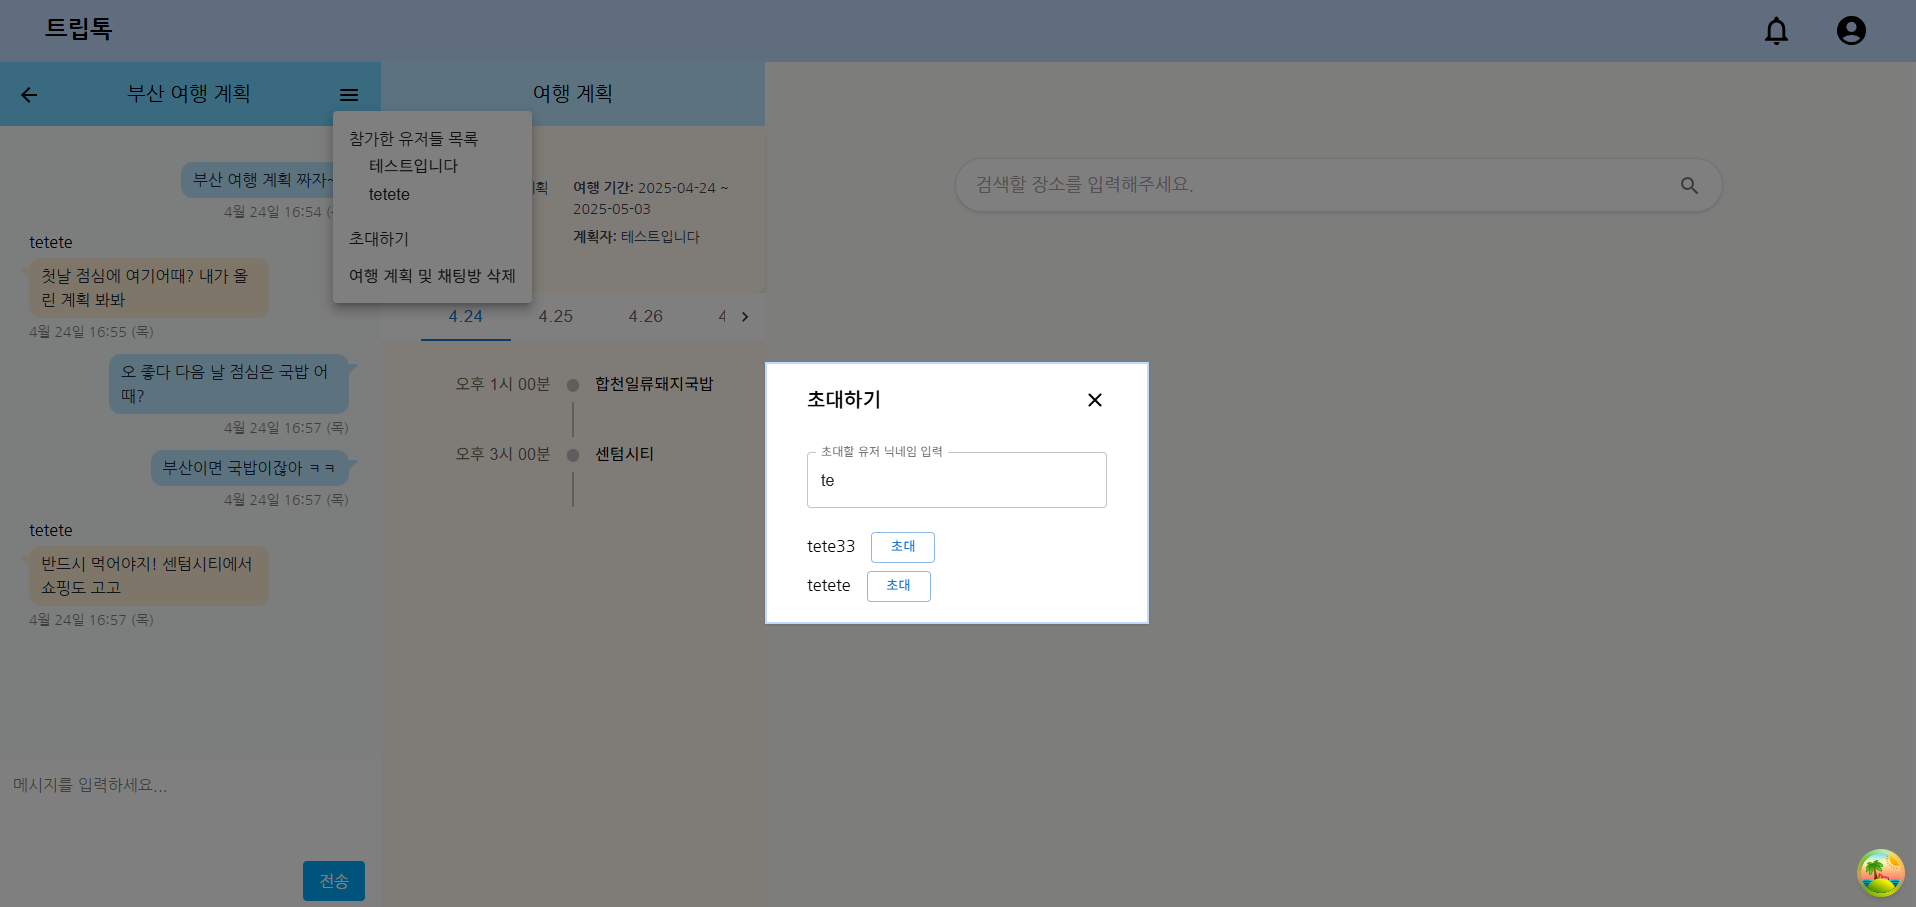 트립톡
부산 여행 계획
여행 계획
참가한 유저들 목록
테스트입니다
tetete
초대하기
여행 계획 및 채팅방 삭제
부산 여행 계획 짜자~
4월 24일 16:54
tetete
첫날 점심에 여기어때? 내가 올
린 계획 봐봐
4월 24일 16:55 (목)
오 좋다 다음 날 점심은 국밥 어
때?
4월 24일 16:57 (목)
부산이면 국밥이잖아 ㅋㅋ
4월 24일 16:57 (목)
tetete
반드시 먹어야지! 센텀시티에서
쇼핑도 고고
4월 24일 16:57 (목)
메시지를 입력하세요...
전송
획
여행 기간: 2025-04-24 ~
2025-05-03
계획자: 테스트입니다
4.24 4.25 4.26 4
오후 1시 00분 합천일류돼지국밥
오후 3시 00분 센텀시티
검색할 장소를 입력해주세요.
초대하기
초대할 유저 닉네임 입력
te
tete33 초대
tetete 초대